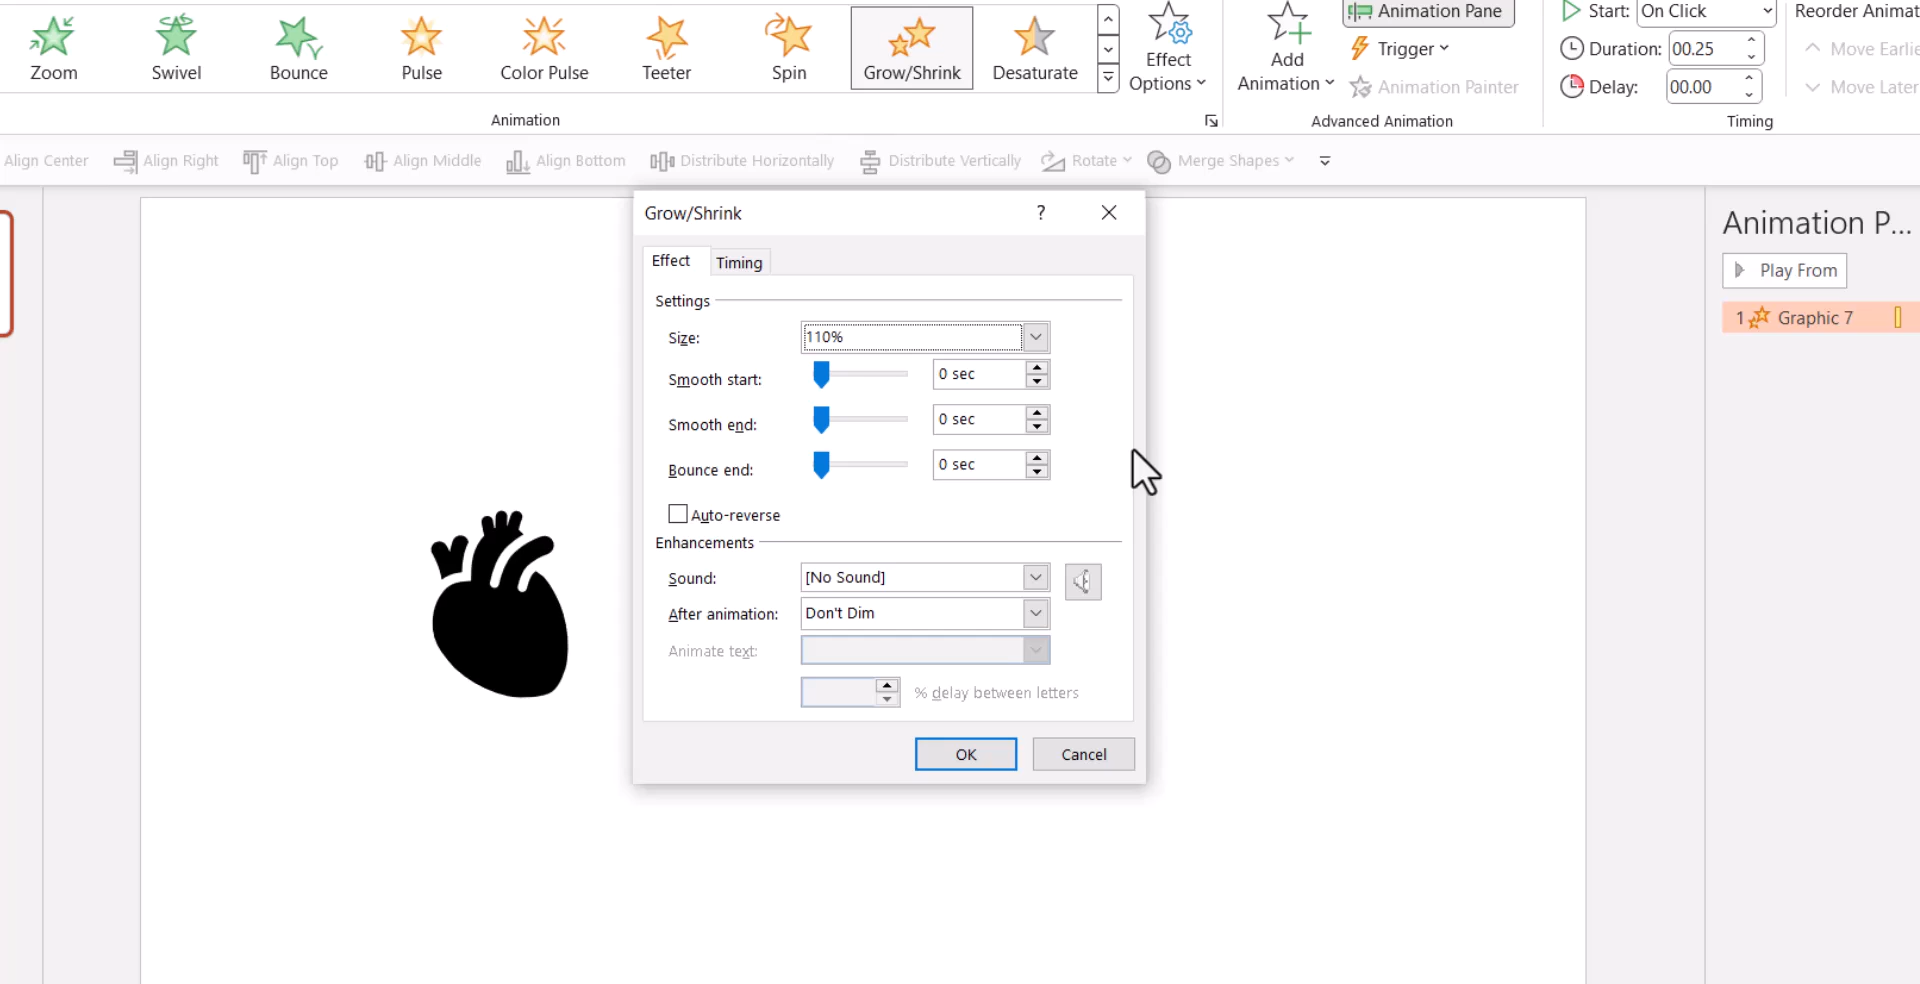 Zoom
Swivel
Bounce
Pulse
Color Pulse
Teeter
Spin
Grow/Shrink
Desaturate
Effect
Options
Add
Animation
Animation Pane
Trigger
Animation Painter
Start: On Click
Duration: 00.25
Delay: 00.00
Reorder Animat
Move Earlie
Move Later
Animation
Advanced Animation
Timing
Align Center
Align Right
Align Top
Align Middle
Align Bottom
Distribute Horizontally
Distribute Vertically
Rotate
Merge Shapes
Grow/Shrink ?
Effect Timing
Settings
Size: 110%
Smooth start: 0 sec
Smooth end: 0 sec
Bounce end: 0 sec
Auto-reverse
Enhancements
Sound: [No Sound]
After animation: Don't Dim
Animate text:
% delay between letters
OK Cancel
Animation P...
Play From
1 Graphic 7